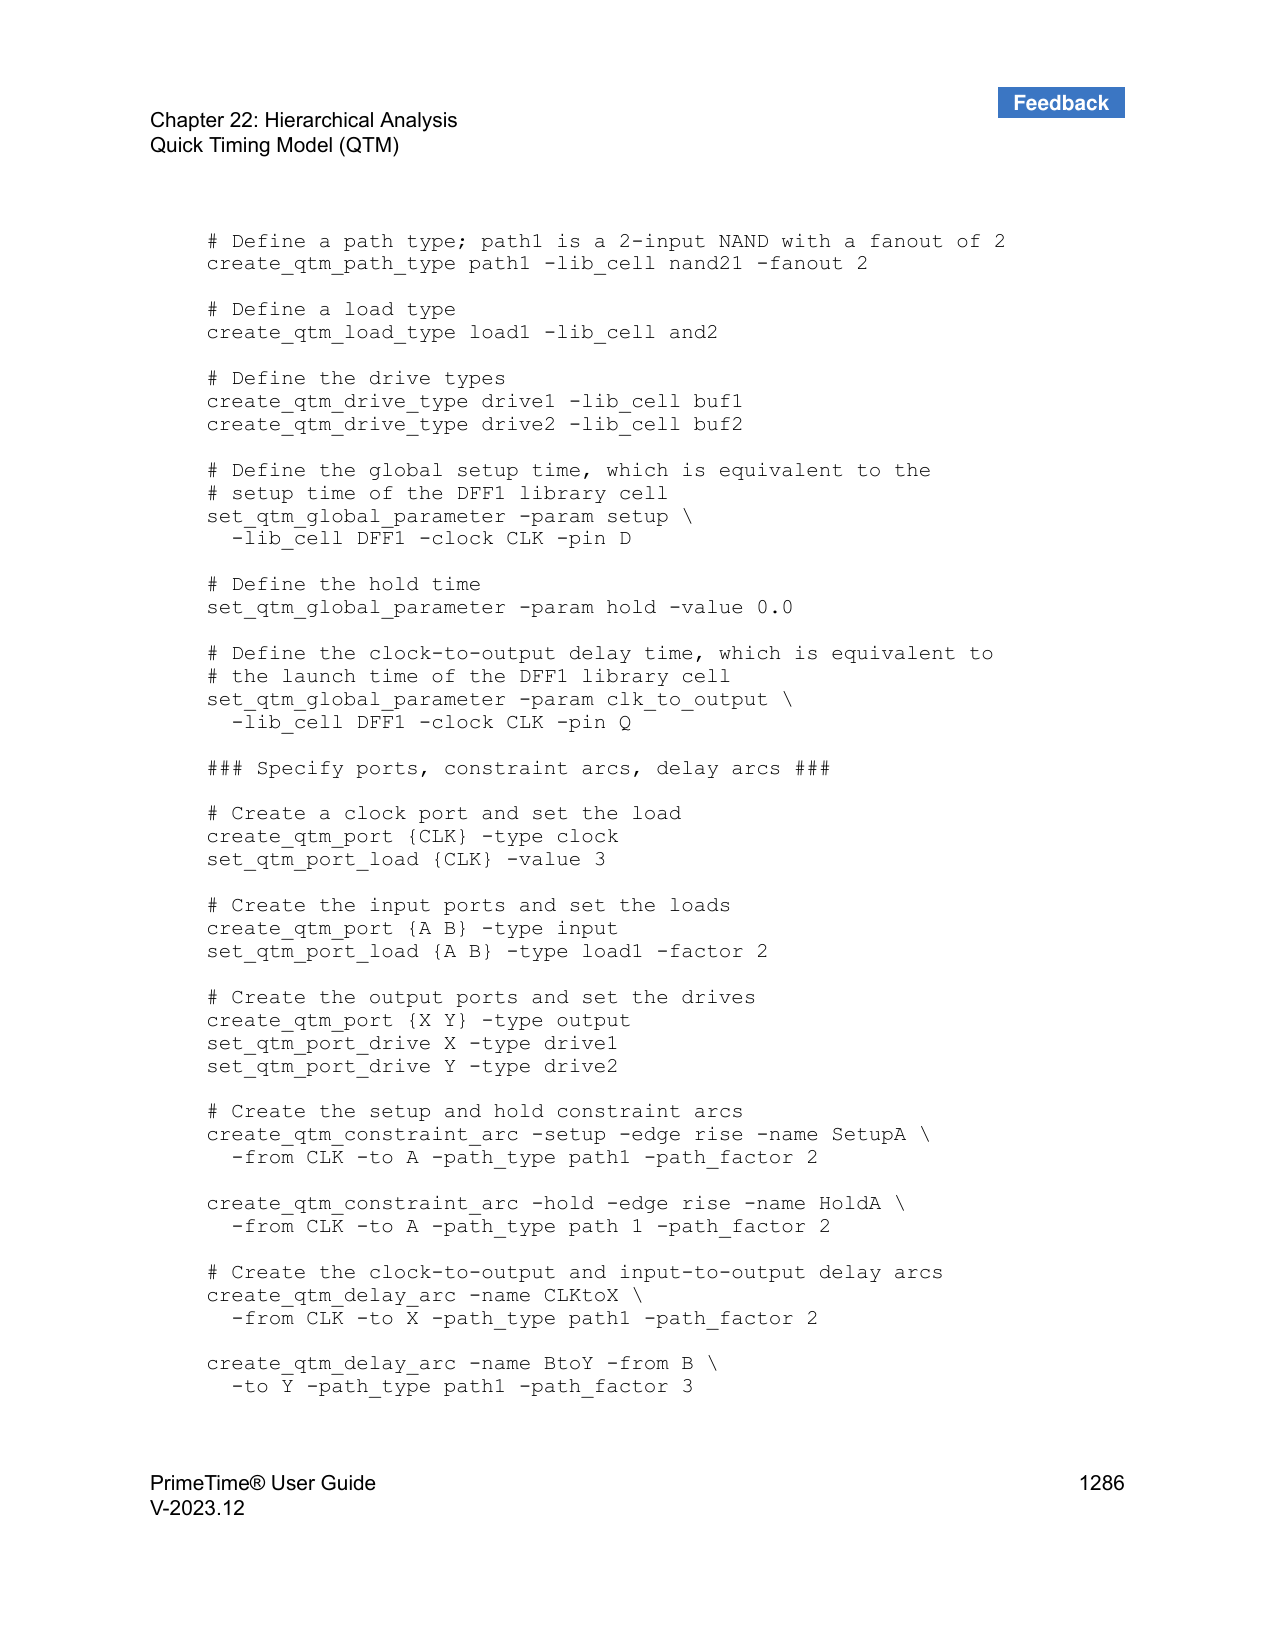 Feedback
Chapter 22: Hierarchical Analysis
Quick Timing Model (QTM)
# Define a path type; path1 is a 2-input NAND with a fanout of 2
create_qtm_path_type path1 -lib_cell nand21 -fanout 2
# Define a load type
create_qtm_load_type load1 -lib_cell and2
# Define the drive types
create_qtm_drive_type drive1 -lib_cell buf1
create_qtm_drive_type drive2 -lib_cell buf2
# Define the global setup time, which is equivalent to the
# setup time of the DFF1 library cell
set_qtm_global_parameter -param setup \
  -lib_cell DFF1 -clock CLK -pin D
# Define the hold time
set_qtm_global_parameter -param hold -value 0.0
# Define the clock-to-output delay time, which is equivalent to
# the launch time of the DFF1 library cell
set_qtm_global_parameter -param clk_to_output \
  -lib_cell DFF1 -clock CLK -pin Q
### Specify ports, constraint arcs, delay arcs ###
# Create a clock port and set the load
create_qtm_port {CLK} -type clock
set_qtm_port_load {CLK} -value 3
# Create the input ports and set the loads
create_qtm_port {A B} -type input
set_qtm_port_load {A B} -type load1 -factor 2
# Create the output ports and set the drives
create_qtm_port {X Y} -type output
set_qtm_port_drive X -type drive1
set_qtm_port_drive Y -type drive2
# Create the setup and hold constraint arcs
create_qtm_constraint_arc -setup -edge rise -name SetupA \
  -from CLK -to A -path_type path1 -path_factor 2
create_qtm_constraint_arc -hold -edge rise -name HoldA \
  -from CLK -to A -path_type path 1 -path_factor 2
# Create the clock-to-output and input-to-output delay arcs
create_qtm_delay_arc -name CLKtoX \
  -from CLK -to X -path_type path1 -path_factor 2
create_qtm_delay_arc -name BtoY -from B \
  -to Y -path_type path1 -path_factor 3
PrimeTime® User Guide
1286
V-2023.12